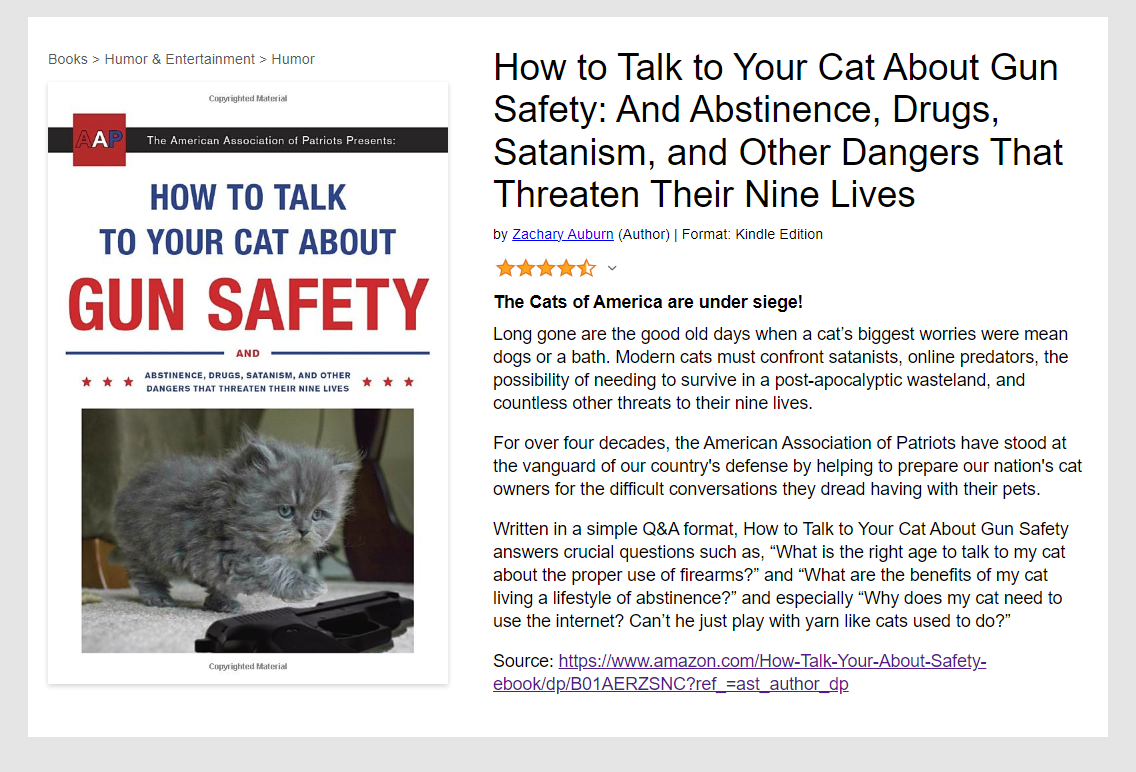 Books > Humor & Entertainment > Humor
Copyrighted Material
AAP
The American Association of Patriots Presents:
HOW TO TALK
TO YOUR CAT ABOUT
GUN SAFETY
AND
ABSTINENCE, DRUGS, SATANISM, AND OTHER
DANGERS THAT THREATEN THEIR NINE LIVES
Copyrighted Material
How to Talk to Your Cat About Gun
Safety: And Abstinence, Drugs,
Satanism, and Other Dangers That
Threaten Their Nine Lives
by Zachary Auburn (Author) | Format: Kindle Edition
The Cats of America are under siege!
Long gone are the good old days when a cat’s biggest worries were mean
dogs or a bath. Modern cats must confront satanists, online predators, the
possibility of needing to survive in a post-apocalyptic wasteland, and
countless other threats to their nine lives.
For over four decades, the American Association of Patriots have stood at
the vanguard of our country's defense by helping to prepare our nation's cat
owners for the difficult conversations they dread having with their pets.
Written in a simple Q&A format, How to Talk to Your Cat About Gun Safety
answers crucial questions such as, “What is the right age to talk to my cat
about the proper use of firearms?” and “What are the benefits of my cat
living a lifestyle of abstinence?” and especially “Why does my cat need to
use the internet? Can’t he just play with yarn like cats used to do?”
Source: https://www.amazon.com/How-Talk-Your-About-Safety-
ebook/dp/B01AERZSNC?ref_=ast_author_dp